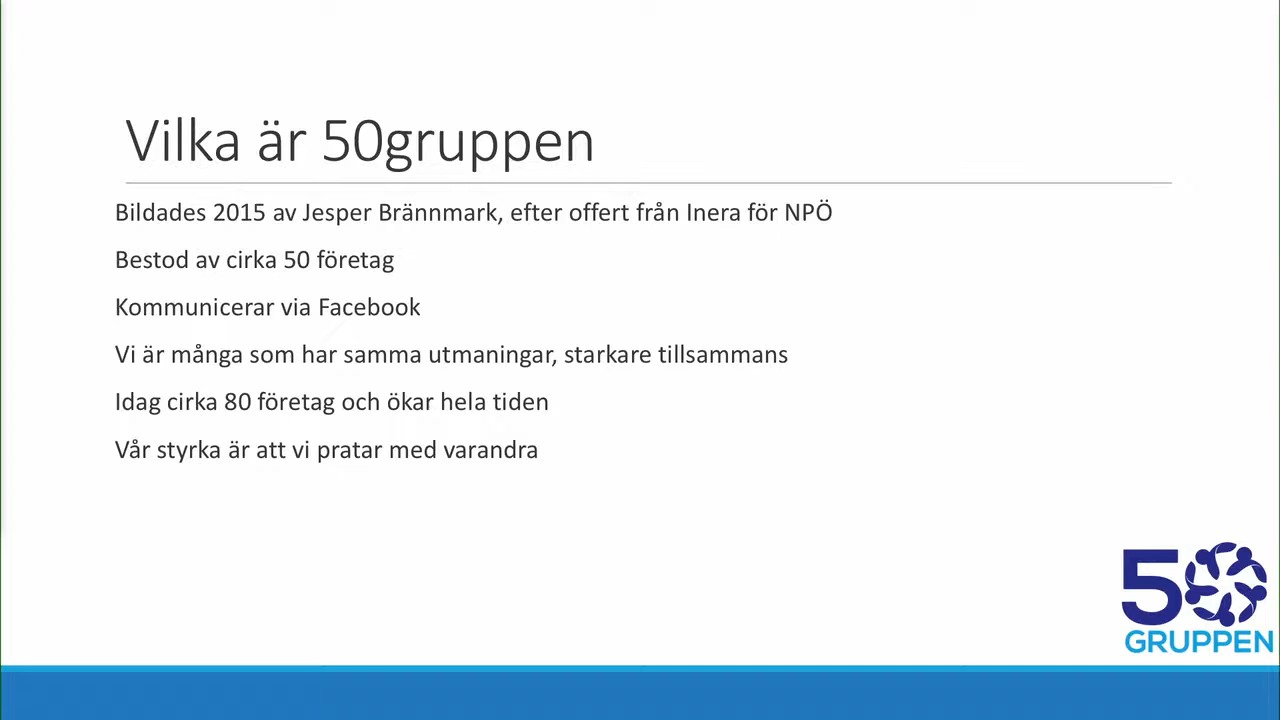 Vilka är 50gruppen
Bildades 2015 av Jesper Brännmark, efter offert från Inera för NPÖ
Bestod av cirka 50 företag
Kommunicerar via Facebook
Vi är många som har samma utmaningar, starkare tillsammans
Idag cirka 80 företag och ökar hela tiden
Vår styrka är att vi pratar med varandra
50
GRUPPEN